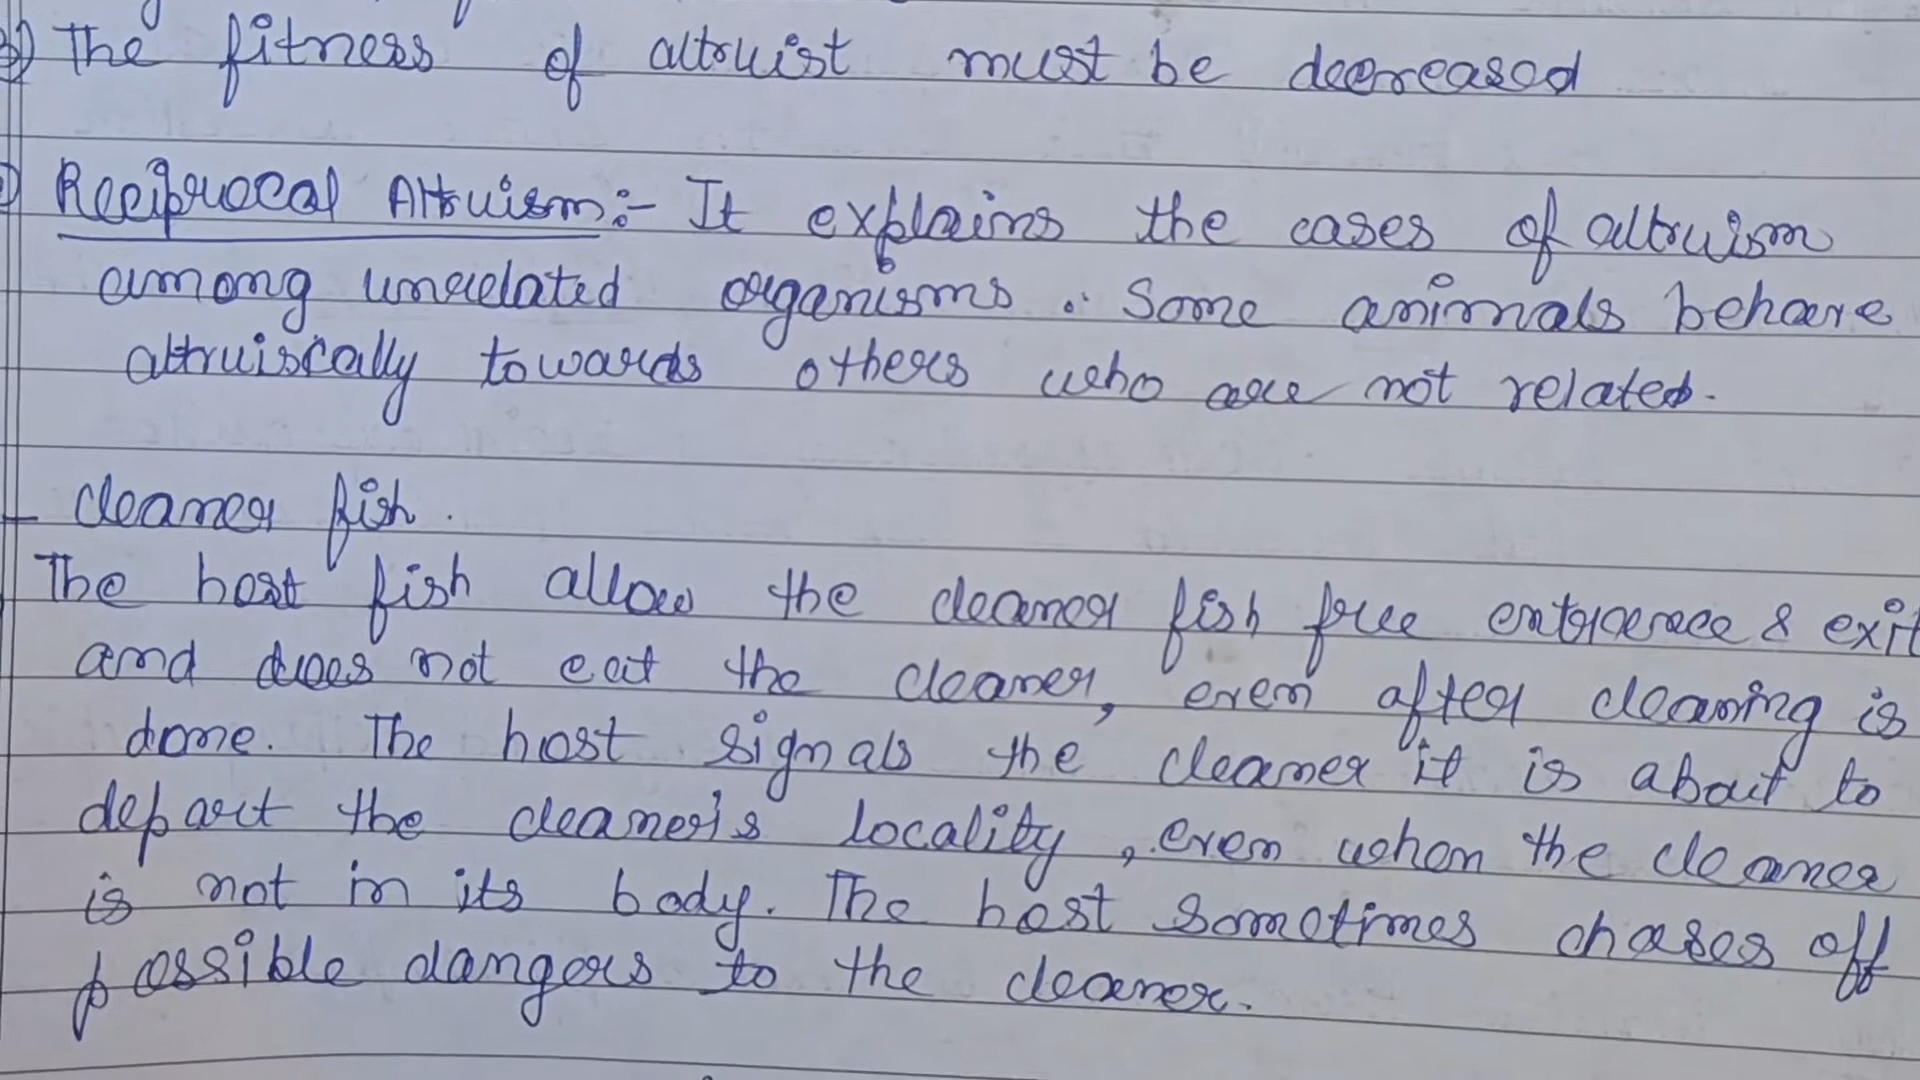 3) The fitness of altruist must be decreased
Reciprocal Altruism :- It explains the cases of altruism
among unrelated organisms. Some animals behave
altruiscally towards others who are not related.
cleaner fish.
The host fish allow the cleaner fish free entrance & exit
and does not eat the cleaner, even after cleaning is
done. The host signals the cleaner it is about to
depart the cleaner's locality, even when the cleaner
is not in its body. The host sometimes chases off
possible dangers to the cleaner.